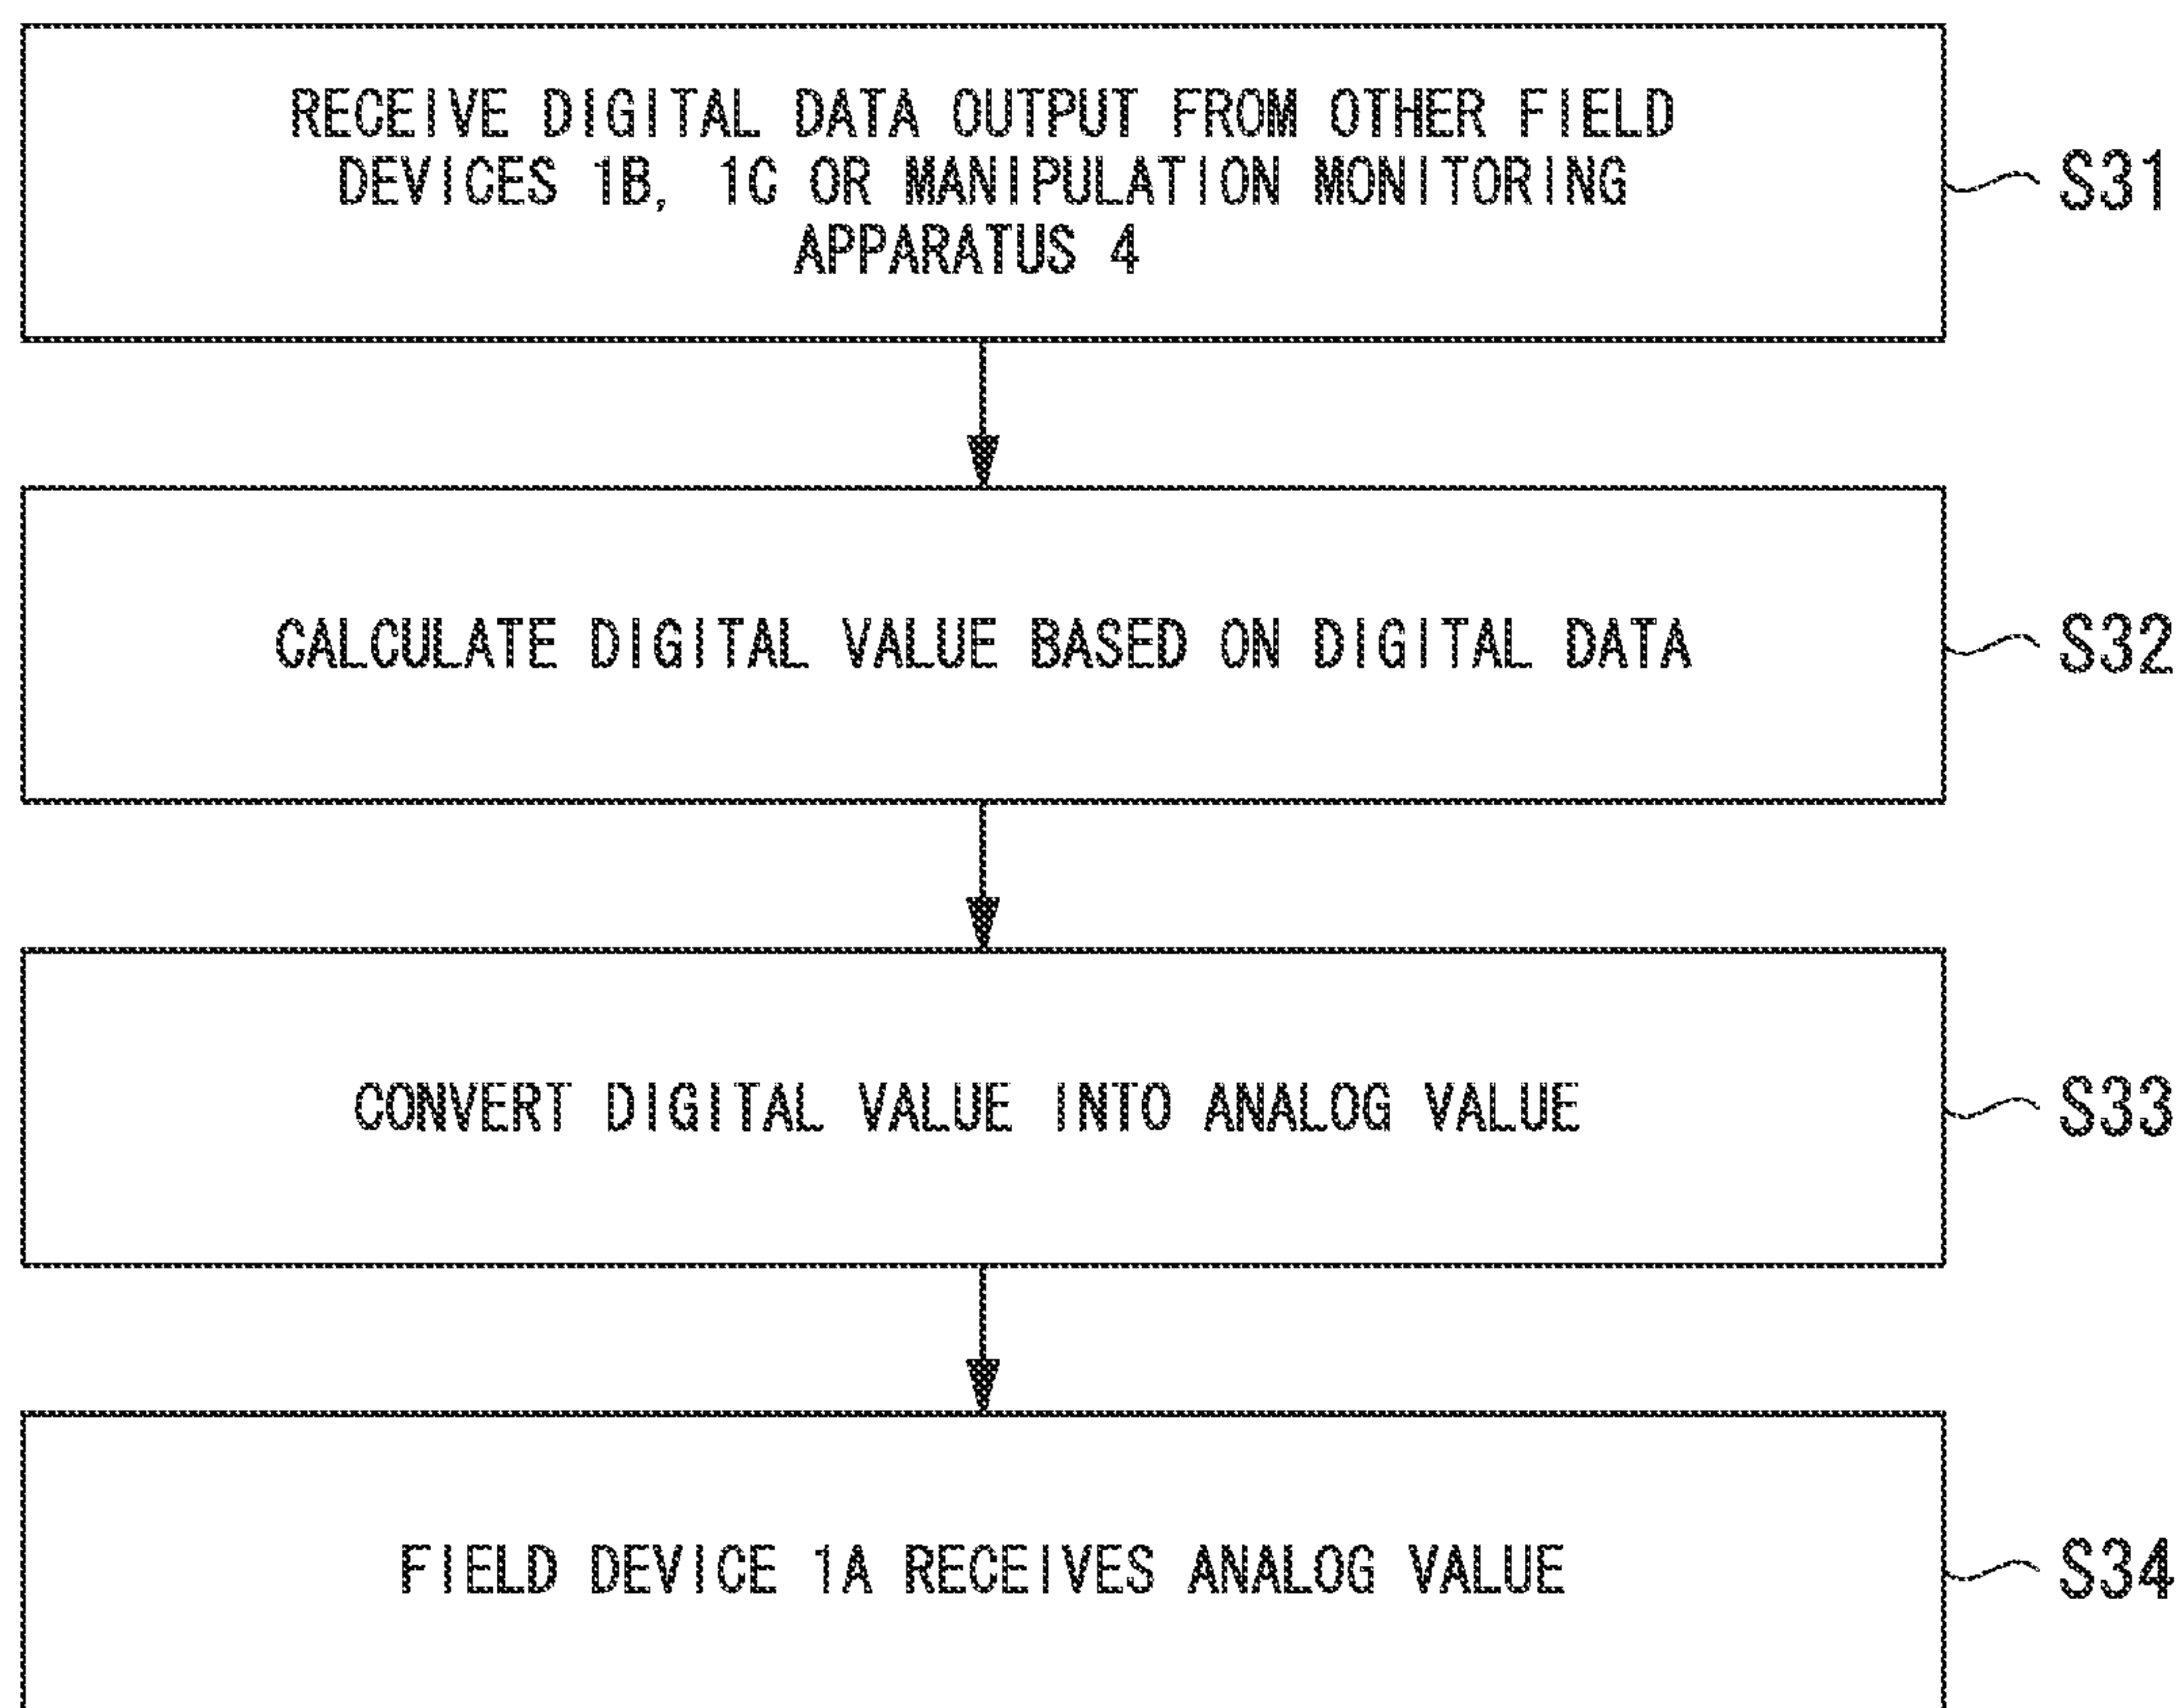 RECEIVE DIGITAL DATA OUTPUT FROM OTHER FIELD
DEVICES 1B, 1C OR MANIPULATION MONITORING
APPARATUS 4
S31
CALCULATE DIGITAL VALUE BASED ON DIGITAL DATA
S32
CONVERT DIGITAL VALUE INTO ANALOG VALUE
S33
FIELD DEVICE 1A RECEIVES ANALOG VALUE
S34